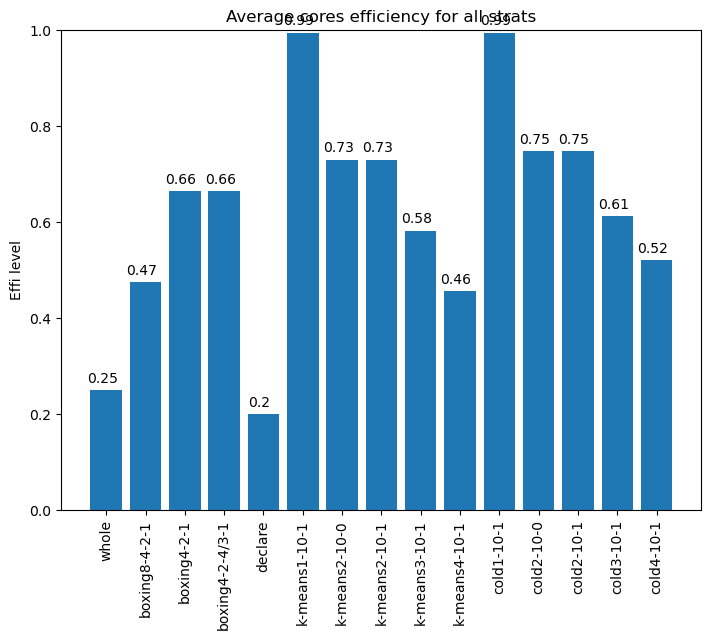 Average cores efficiency for all strats
Effi level
1.0
0.8
0.6
0.4
0.2
0.0
0.25
0.47
0.66
0.66
0.2
0.99
0.73
0.73
0.58
0.46
0.99
0.75
0.75
0.61
0.52
whole
boxing8-4-2-1
boxing4-2-1
boxing4-2-4/3-1
declare
k-means1-10-1
k-means2-10-0
k-means2-10-1
k-means3-10-1
k-means4-10-1
cold1-10-1
cold2-10-0
cold2-10-1
cold3-10-1
cold4-10-1